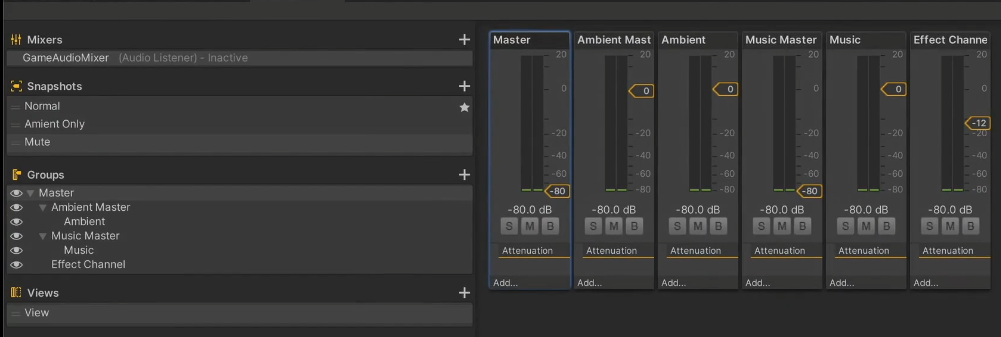 Mixers
GameAudioMixer (Audio Listener) - Inactive
Snapshots
Normal
Amient Only
Mute
Groups
Master
Ambient Master
Ambient
Music Master
Music
Effect Channel
Views
View
Master
20
0
-20
-40
-60
-80
-80
-80.0 dB
S M B
Attenuation
Add...
Ambient Mast
20
0
-20
-40
-60
-80
-80.0 dB
S M B
Attenuation
Add...
Ambient
20
0
-20
-40
-60
-80
-80.0 dB
S M B
Attenuation
Add...
Music Master
20
0
-20
-40
-60
-80
-80.0 dB
S M B
Attenuation
Add...
Music
20
0
-20
-40
-60
-80
-80.0 dB
S M B
Attenuation
Add...
Effect Channe
20
0
-12
-20
-40
-60
-80
-80.0 dB
S M B
Attenuation
Add...